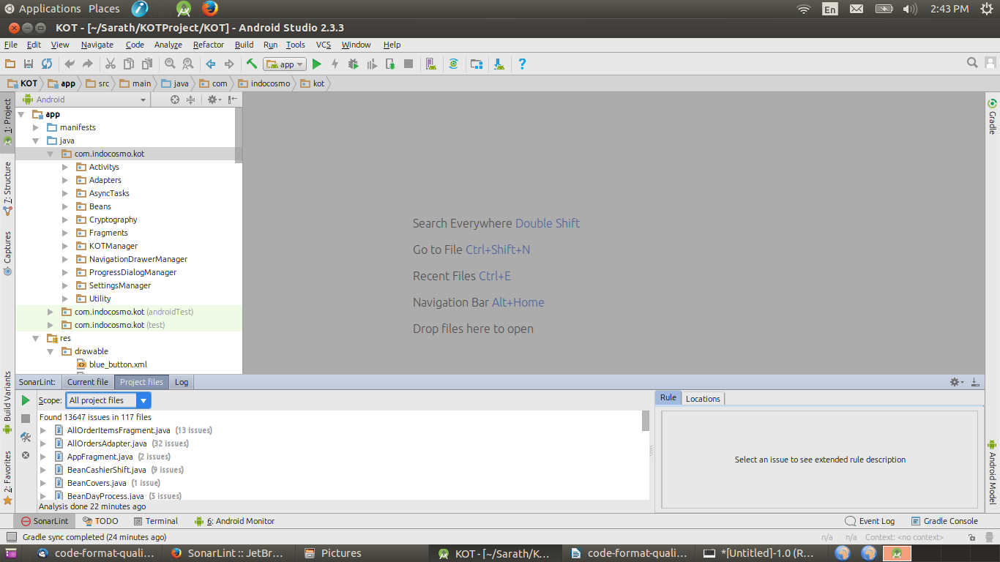 Applications Places En 2:43 PM
KOT - [~/Sarath/KOTProject/KOT] - Android Studio 2.3.3
File Edit View Navigate Code Analyze Refactor Build Run Tools VCS Window Help
app
KOT app src main java com indocosmo kot
1: Project
7: Structure
Captures
Build Variants
2: Favorites
Android
app
manifests
java
com.indocosmo.kot
Activitys
Adapters
AsyncTasks
Beans
Cryptography
Fragments
KOTManager
NavigationDrawerManager
ProgressDialogManager
SettingsManager
Utility
com.indocosmo.kot (androidTest)
com.indocosmo.kot (test)
res
drawable
blue_button.xml
Search Everywhere Double Shift
Go to File Ctrl+Shift+N
Recent Files Ctrl+E
Navigation Bar Alt+Home
Drop files here to open
Gradle
Android Model
SonarLint: Current file Project files Log
Scope: All project files
Found 13647 issues in 117 files
AllOrderItemsFragment.java (13 issues)
AllOrdersAdapter.java (32 issues)
AppFragment.java (2 issues)
BeanCashierShift.java (9 issues)
BeanCovers.java (1 issue)
BeanDayProcess.java (5 issues)
Analysis done 22 minutes ago
Rule Locations
Select an issue to see extended rule description
SonarLint TODO Terminal 6: Android Monitor Event Log Gradle Console
Gradle sync completed (24 minutes ago) n/a n/a Context: <no context>
code-format-quali... SonarLint :: JetBr... Pictures KOT - [~/Sarath/K... code-format-quali... *[Untitled]-1.0 (R...